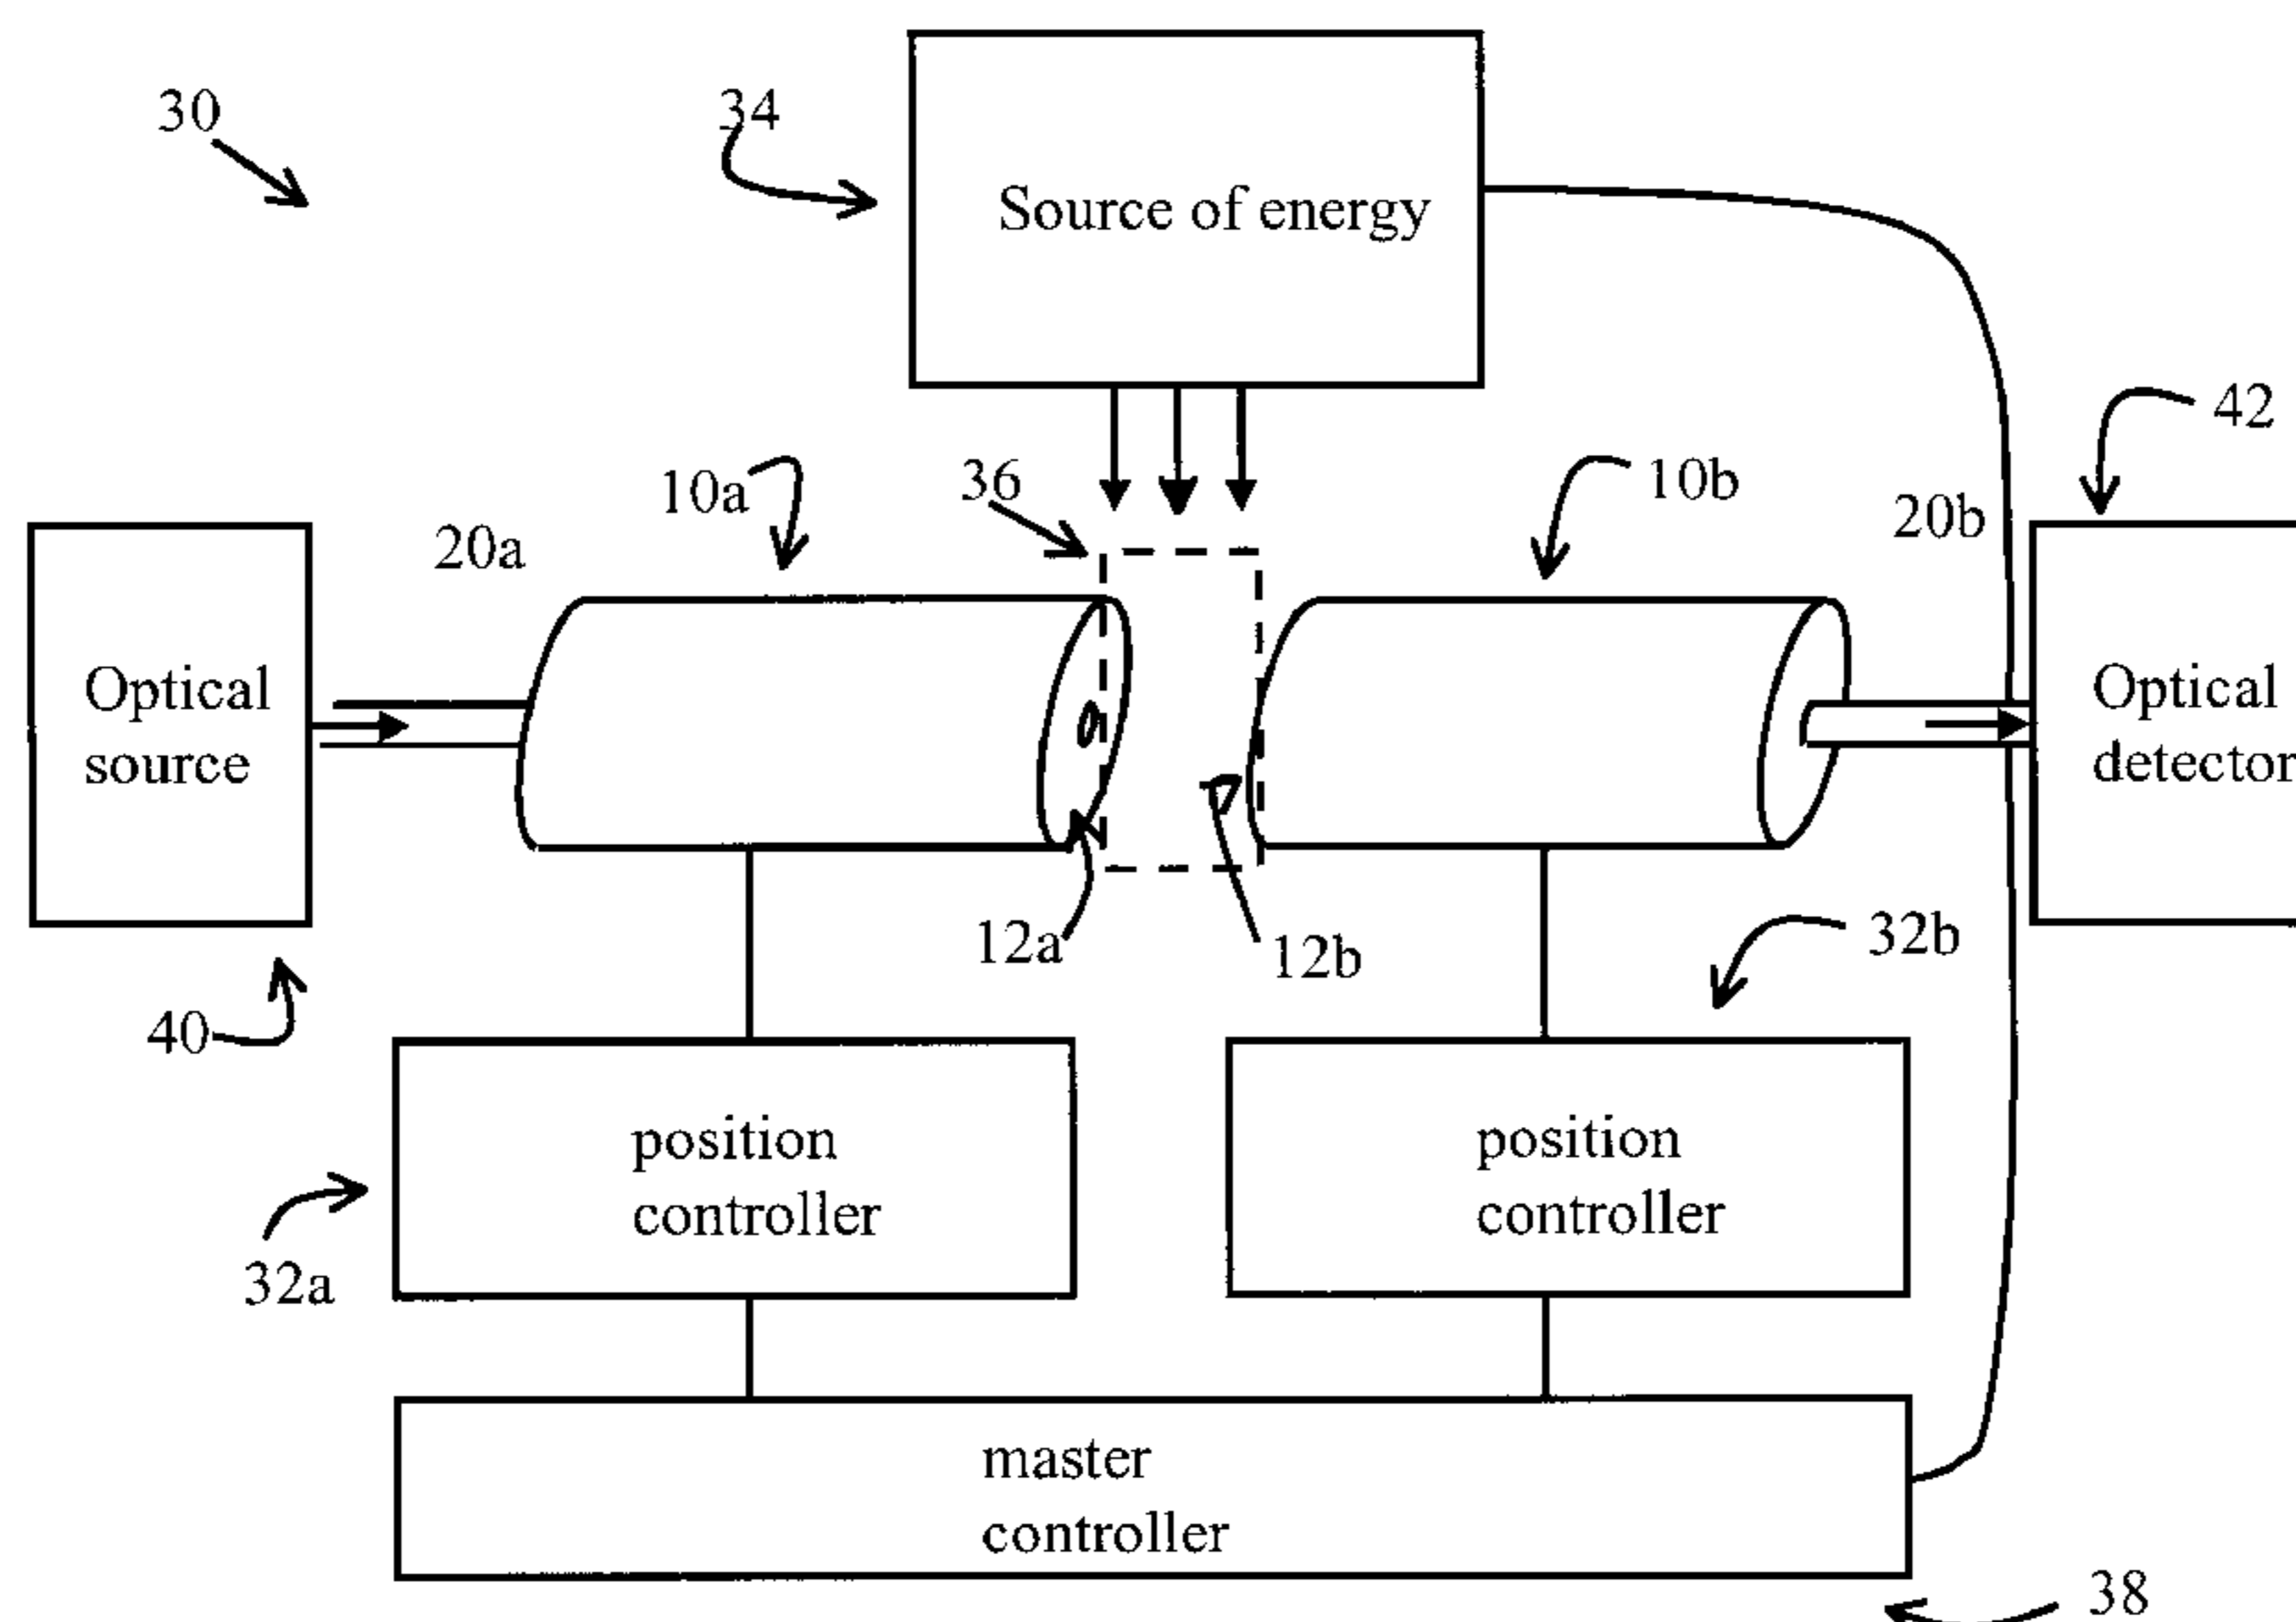 30
34
Source of energy
42
10a
36
10b
20a
20b
Optical
source
Optical
detector
12a
12b
32b
40
position
controller
position
controller
32a
master
controller
38